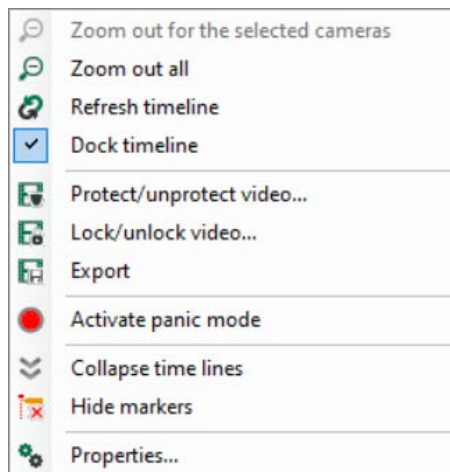 Zoom out for the selected cameras
Zoom out all
Refresh timeline
Dock timeline
Protect/unprotect video...
Lock/unlock video...
Export
Activate panic mode
Collapse time lines
Hide markers
Properties...